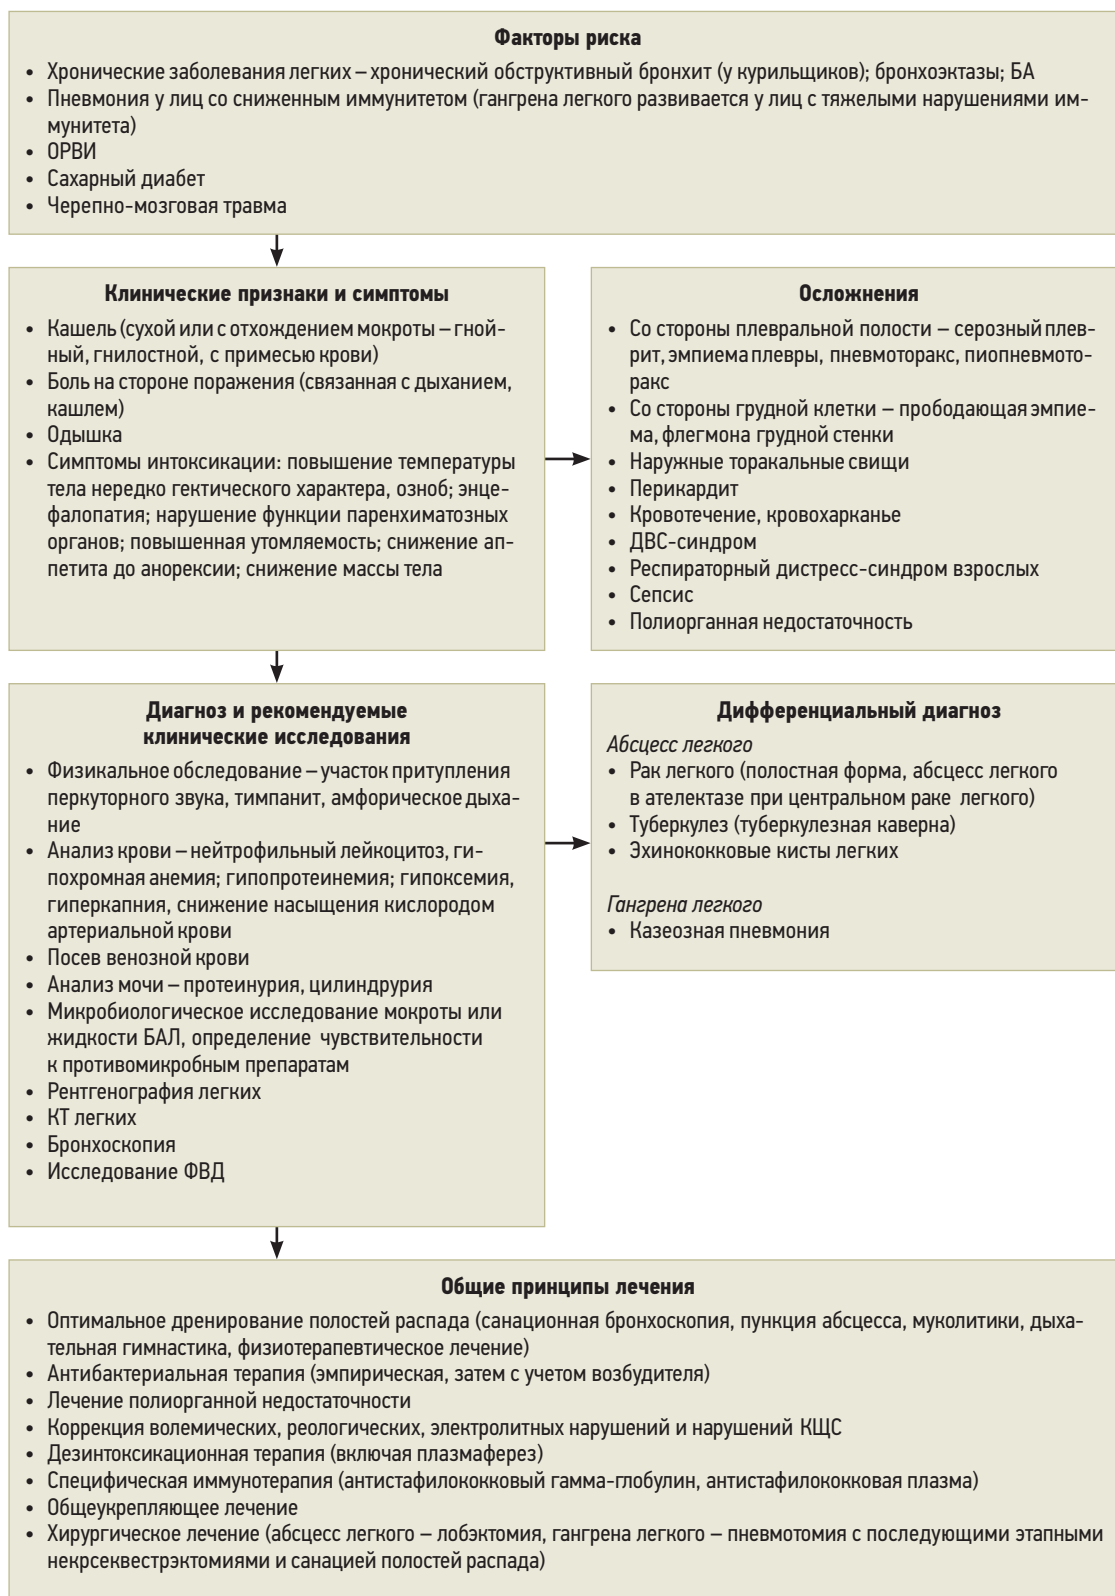 Факторы риска
• Хронические заболевания легких – хронический обструктивный бронхит (у курильщиков); бронхоэктазы; БА
• Пневмония у лиц со сниженным иммунитетом (гангрена легкого развивается у лиц с тяжелыми нарушениями им-
мунитета)
• ОРВИ
• Сахарный диабет
• Черепно-мозговая травма
Клинические признаки и симптомы
• Кашель (сухой или с отхождением мокроты – гной-
ный, гнилостной, с примесью крови)
• Боль на стороне поражения (связанная с дыханием,
кашлем)
• Одышка
• Симптомы интоксикации: повышение температуры
тела нередко гектического характера, озноб; энце-
фалопатия; нарушение функции паренхиматозных
органов; повышенная утомляемость; снижение ап-
петита до анорексии; снижение массы тела
Осложнения
• Со стороны плевральной полости – серозный плев-
рит, эмпиема плевры, пневмоторакс, пиопневмото-
ракс
• Со стороны грудной клетки – прободающая эмпие-
ма, флегмона грудной стенки
• Наружные торакальные свищи
• Перикардит
• Кровотечение, кровохарканье
• ДВС-синдром
• Респираторный дистресс-синдром взрослых
• Сепсис
• Полиорганная недостаточность
Диагноз и рекомендуемые
клинические исследования
• Физикальное обследование – участок притупления
перкуторного звука, тимпанит, амфорическое дыха-
ние
• Анализ крови – нейтрофильный лейкоцитоз, ги-
похромная анемия; гипопротеинемия; гипоксемия,
гиперкапния, снижение насыщения кислородом
артериальной крови
• Посев венозной крови
• Анализ мочи – протеинурия, цилиндрурия
• Микробиологическое исследование мокроты или
жидкости БАЛ, определение чувствительности
к противомикробным препаратам
• Рентгенография легких
• КТ легких
• Бронхоскопия
• Исследование ФВД
Дифференциальный диагноз
Абсцесс легкого
• Рак легкого (полостная форма, абсцесс легкого
в ателектазе при центральном раке легкого)
• Туберкулез (туберкулезная каверна)
• Эхинококковые кисты легких
Гангрена легкого
• Казеозная пневмония
Общие принципы лечения
• Оптимальное дренирование полостей распада (санационная бронхоскопия, пункция абсцесса, муколитики, дыха-
тельная гимнастика, физиотерапевтическое лечение)
• Антибактериальная терапия (эмпирическая, затем с учетом возбудителя)
• Лечение полиорганной недостаточности
• Коррекция волемических, реологических, электролитных нарушений и нарушений КЩС
• Дезинтоксикационная терапия (включая плазмаферез)
• Специфическая иммунотерапия (антистафилококковый гамма-глобулин, антистафилококковая плазма)
• Общеукрепляющее лечение
• Хирургическое лечение (абсцесс легкого – лобэктомия, гангрена легкого – пневмотомия с последующими этапными
некрсеквестрэктомиями и санацией полостей распада)